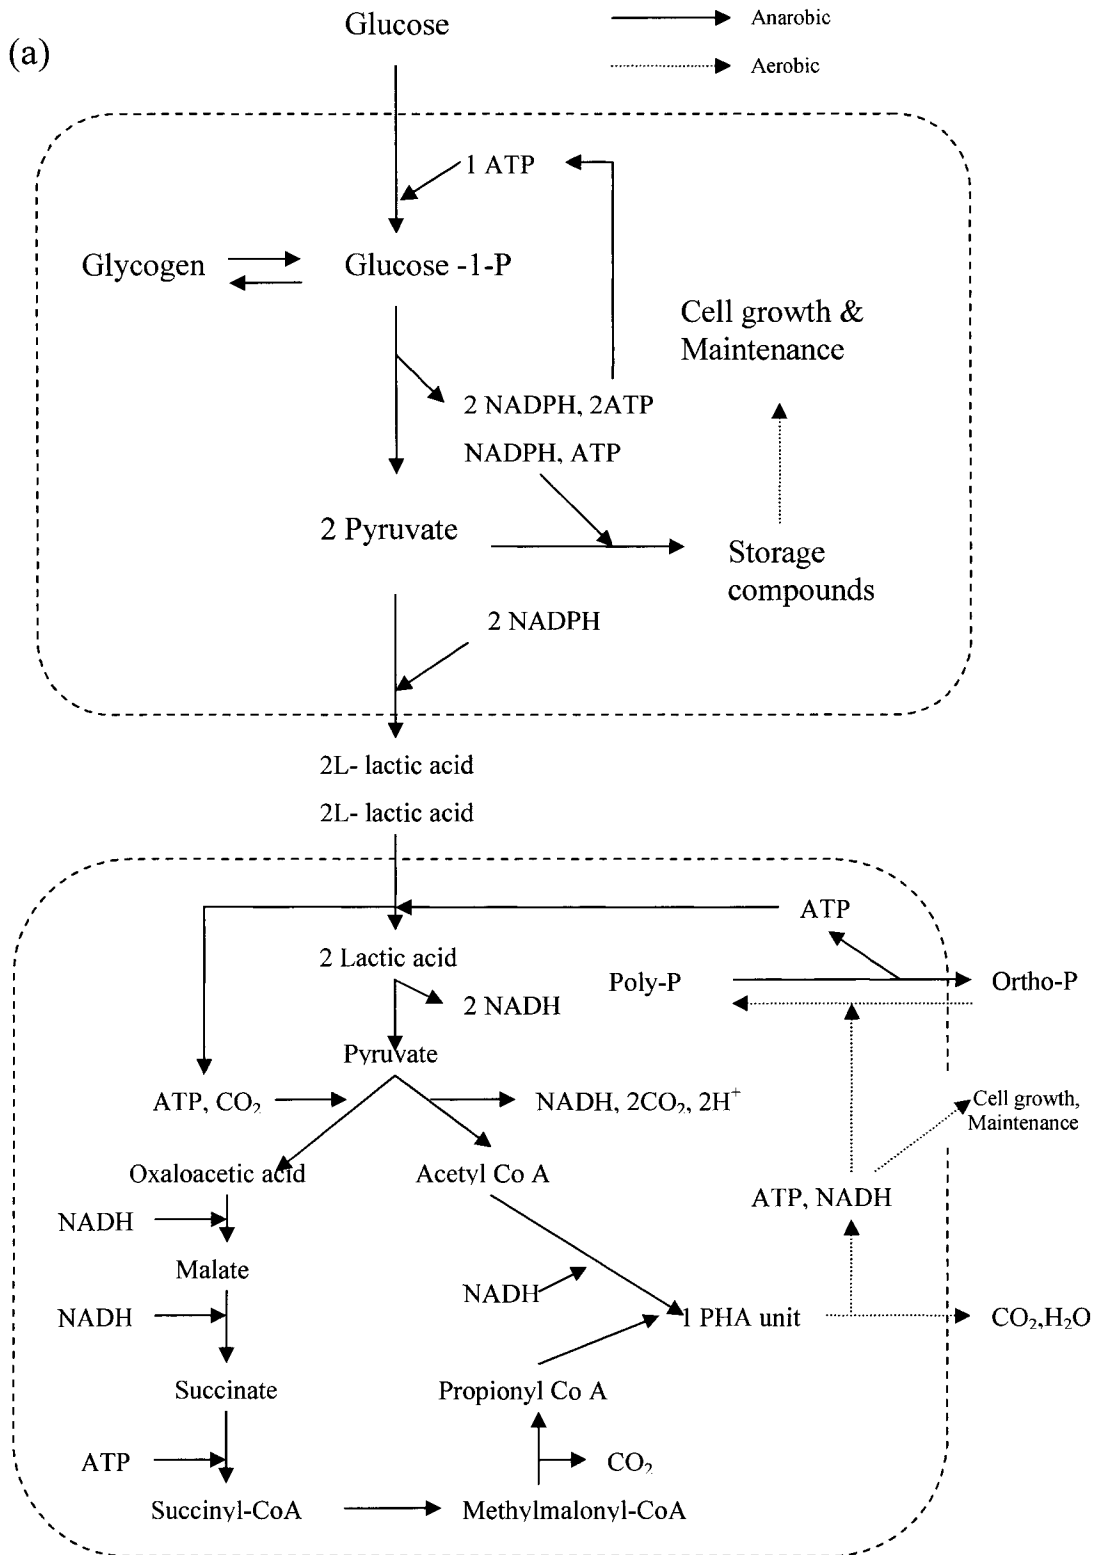 (a)
Glucose
Anarobic
Aerobic
1 ATP
Glycogen
Glucose -1-P
Cell growth &
Maintenance
2 NADPH, 2ATP
NADPH, ATP
2 Pyruvate
Storage
compounds
2 NADPH
2L- lactic acid
2L- lactic acid
ATP
2 Lactic acid
Poly-P
Ortho-P
2 NADH
Pyruvate
ATP, CO₂
NADH, 2CO₂, 2H⁺
Cell growth,
Maintenance
Oxaloacetic acid
Acetyl Co A
ATP, NADH
NADH
Malate
NADH
NADH
1 PHA unit
CO₂,H₂O
Succinate
Propionyl Co A
ATP
CO₂
Succinyl-CoA
Methylmalonyl-CoA